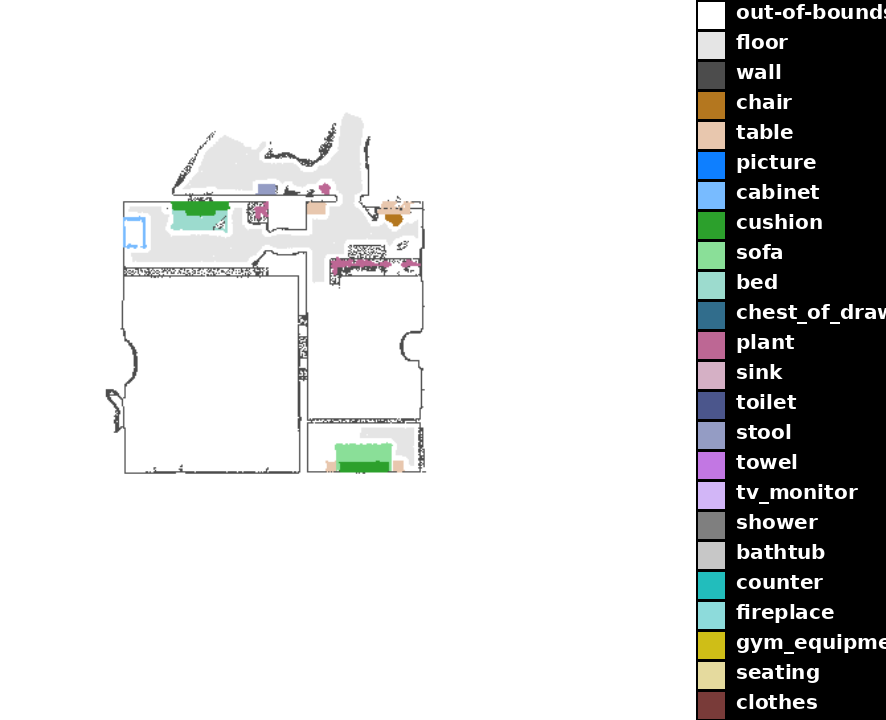 out-of-bounds
floor
wall
chair
table
picture
cabinet
cushion
sofa
bed
chest_of_draw
plant
sink
toilet
stool
towel
tv_monitor
shower
bathtub
counter
fireplace
gym_equipme
seating
clothes